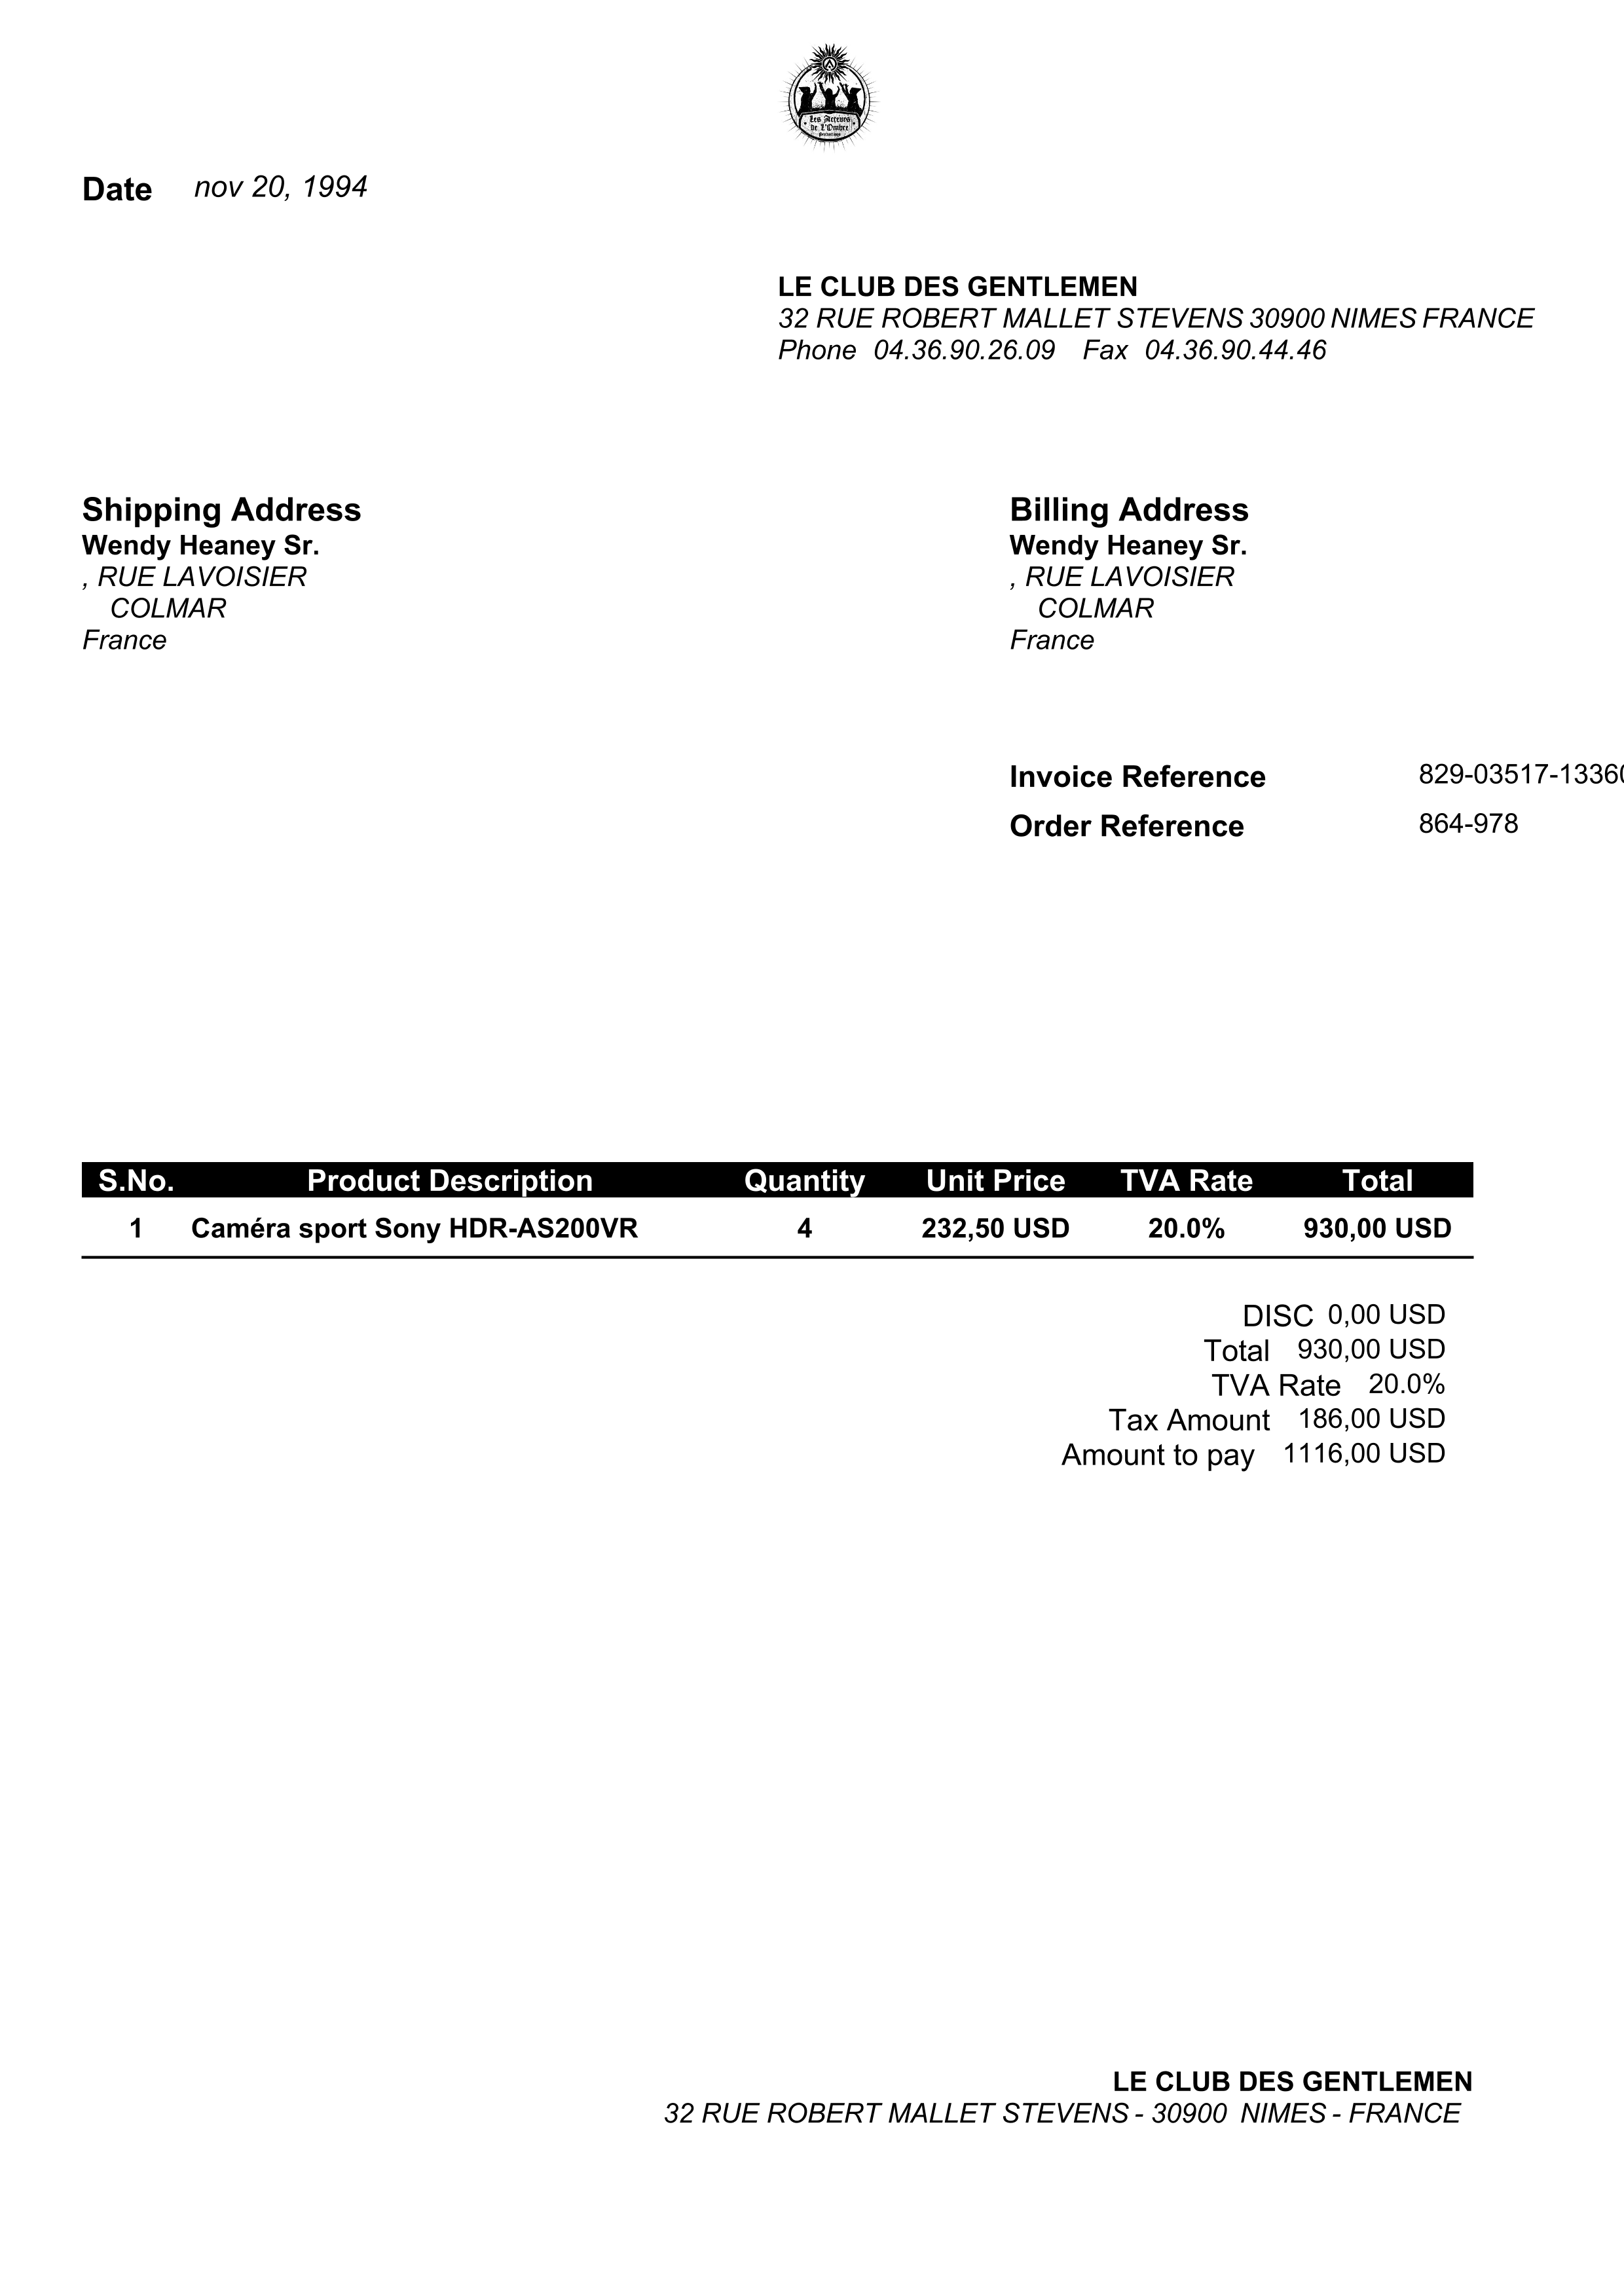 Les Acteurs
de L'Ombre
Productions
Date nov 20, 1994
LE CLUB DES GENTLEMEN
32 RUE ROBERT MALLET STEVENS 30900 NIMES FRANCE
Phone 04.36.90.26.09 Fax 04.36.90.44.46
Shipping Address
Wendy Heaney Sr.
, RUE LAVOISIER
COLMAR
France
Billing Address
Wendy Heaney Sr.
, RUE LAVOISIER
COLMAR
France
Invoice Reference 829-03517-13360
Order Reference 864-978
S.No. Product Description Quantity Unit Price TVA Rate Total
1 Caméra sport Sony HDR-AS200VR 4 232,50 USD 20.0% 930,00 USD
DISC 0,00 USD
Total 930,00 USD
TVA Rate 20.0%
Tax Amount 186,00 USD
Amount to pay 1116,00 USD
LE CLUB DES GENTLEMEN
32 RUE ROBERT MALLET STEVENS - 30900 NIMES - FRANCE